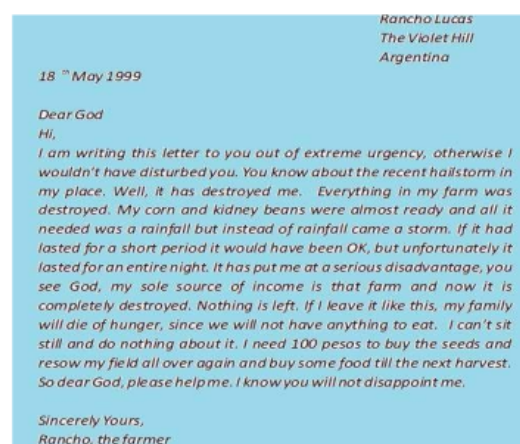 Rancho Lucas
The Violet Hill
Argentina
18 th May 1999
Dear God
Hi,
I am writing this letter to you out of extreme urgency, otherwise I
wouldn't have disturbed you. You know about the recent hailstorm in
my place. Well, it has destroyed me. Everything in my farm was
destroyed. My corn and kidney beans were almost ready and all it
needed was a rainfall but instead of rainfall came a storm. If it had
lasted for a short period it would have been OK, but unfortunately it
lasted for an entire night. It has put me at a serious disadvantage, you
see God, my sole source of income is that farm and now it is
completely destroyed. Nothing is left. If I leave it like this, my family
will die of hunger, since we will not have anything to eat. I can't sit
still and do nothing about it. I need 100 pesos to buy the seeds and
resow my field all over again and buy some food till the next harvest.
So dear God, please help me. I know you will not disappoint me.
Sincerely Yours,
Rancho, the farmer